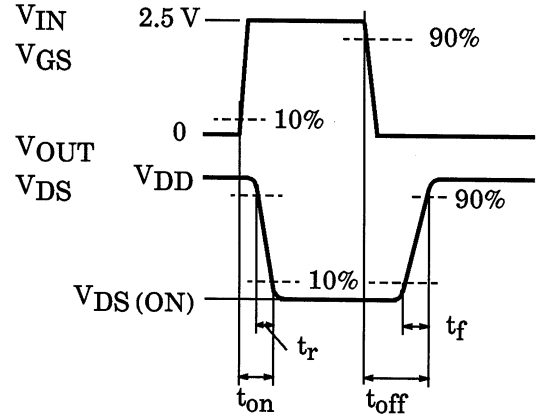 VIN
VGS
2.5 V
90%
10%
0
VOUT
VDS
VDD
90%
10%
VDS (ON)
tr
tf
ton
toff